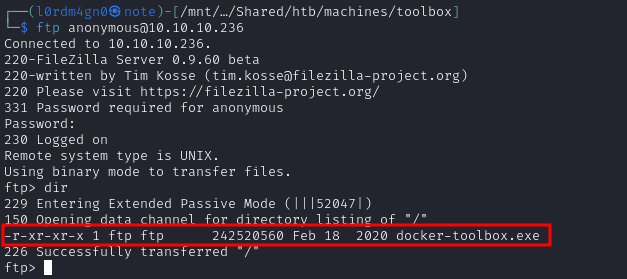 ┌──(l0rdm4gn0㉿note)-[/mnt/…/Shared/htb/machines/toolbox]
└─$ ftp anonymous@10.10.10.236
Connected to 10.10.10.236.
220-FileZilla Server 0.9.60 beta
220-written by Tim Kosse (tim.kosse@filezilla-project.org)
220 Please visit https://filezilla-project.org/
331 Password required for anonymous
Password:
230 Logged on
Remote system type is UNIX.
Using binary mode to transfer files.
ftp> dir
229 Entering Extended Passive Mode (|||52047|)
150 Opening data channel for directory listing of "/"
-r-xr-xr-x 1 ftp ftp      242520560 Feb 18  2020 docker-toolbox.exe
226 Successfully transferred "/"
ftp>